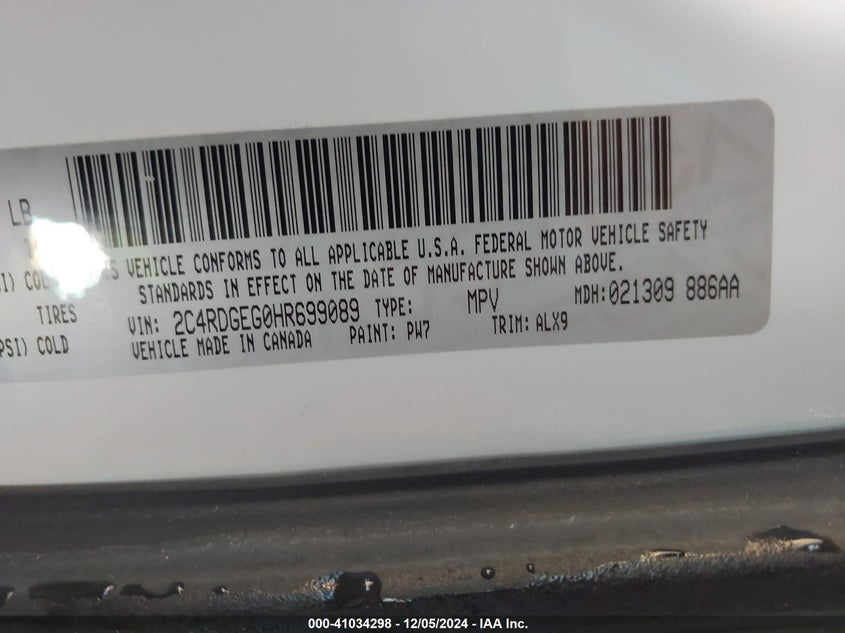 LB
S VEHICLE CONFORMS TO ALL APPLICABLE U.S.A. FEDERAL MOTOR VEHICLE SAFETY
I) COL STANDARDS IN EFFECT ON THE DATE OF MANUFACTURE SHOWN ABOVE.
TIRES VIN: 2C4RDGEG0HR699089 TYPE: MPV MDH:021309 886AA
PSI) COLD VEHICLE MADE IN CANADA PAINT: PW7 TRIM: ALX9
000-41034298 - 12/05/2024 - IAA Inc.